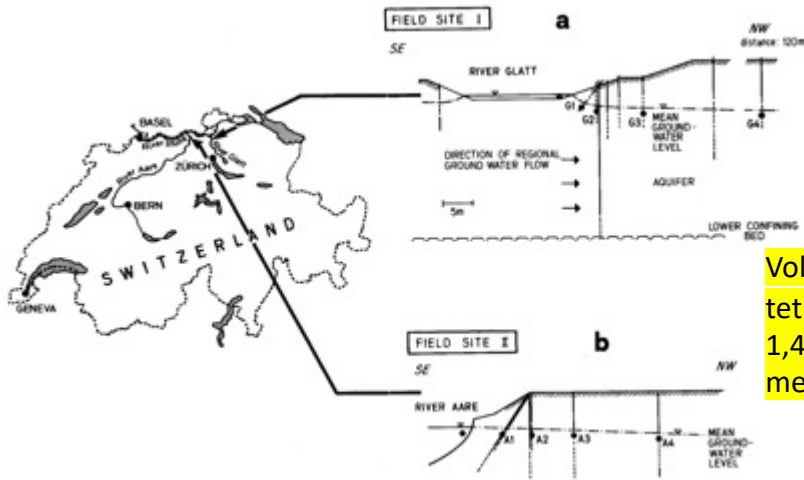 FIELD SITE I
a
SE
NW
distance: 120m
RIVER GLATT
G1
G2
G3
G4
MEAN
GROUND-
WATER
LEVEL
DIRECTION OF REGIONAL
GROUND WATER FLOW
AQUIFER
5m
LOWER CONFINING
BED
BASEL
River Aare
ZÜRICH
BERN
SWITZERLAND
GENEVA
Vol
tet
1,4
me
FIELD SITE II
b
SE
NW
RIVER AARE
A1
A2
A3
A4
MEAN
GROUND-
WATER
LEVEL